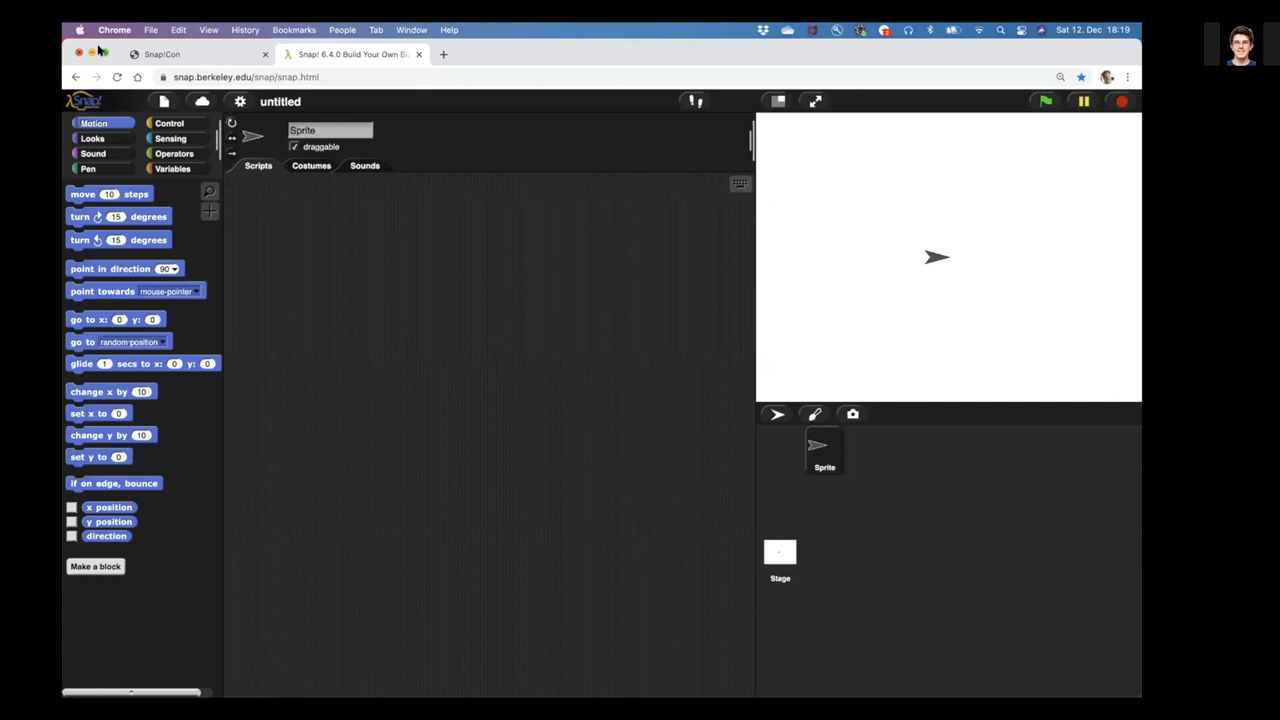 Chrome File Edit View History Bookmarks People Tab Window Help Sat 12. Dec 18:19
Snap!Con Snap! 6.4.0 Build Your Own Bl
snap.berkeley.edu/snap/snap.html
Snap! untitled
Motion Control
Looks Sensing
Sound Operators
Pen Variables
Sprite
draggable
Scripts Costumes Sounds
move 10 steps
turn 15 degrees
turn 15 degrees
point in direction 90
point towards mouse-pointer
go to x: 0 y: 0
go to random position
glide 1 secs to x: 0 y: 0
change x by 10
set x to 0
change y by 10
set y to 0
if on edge, bounce
x position
y position
direction
Make a block
Sprite
Stage